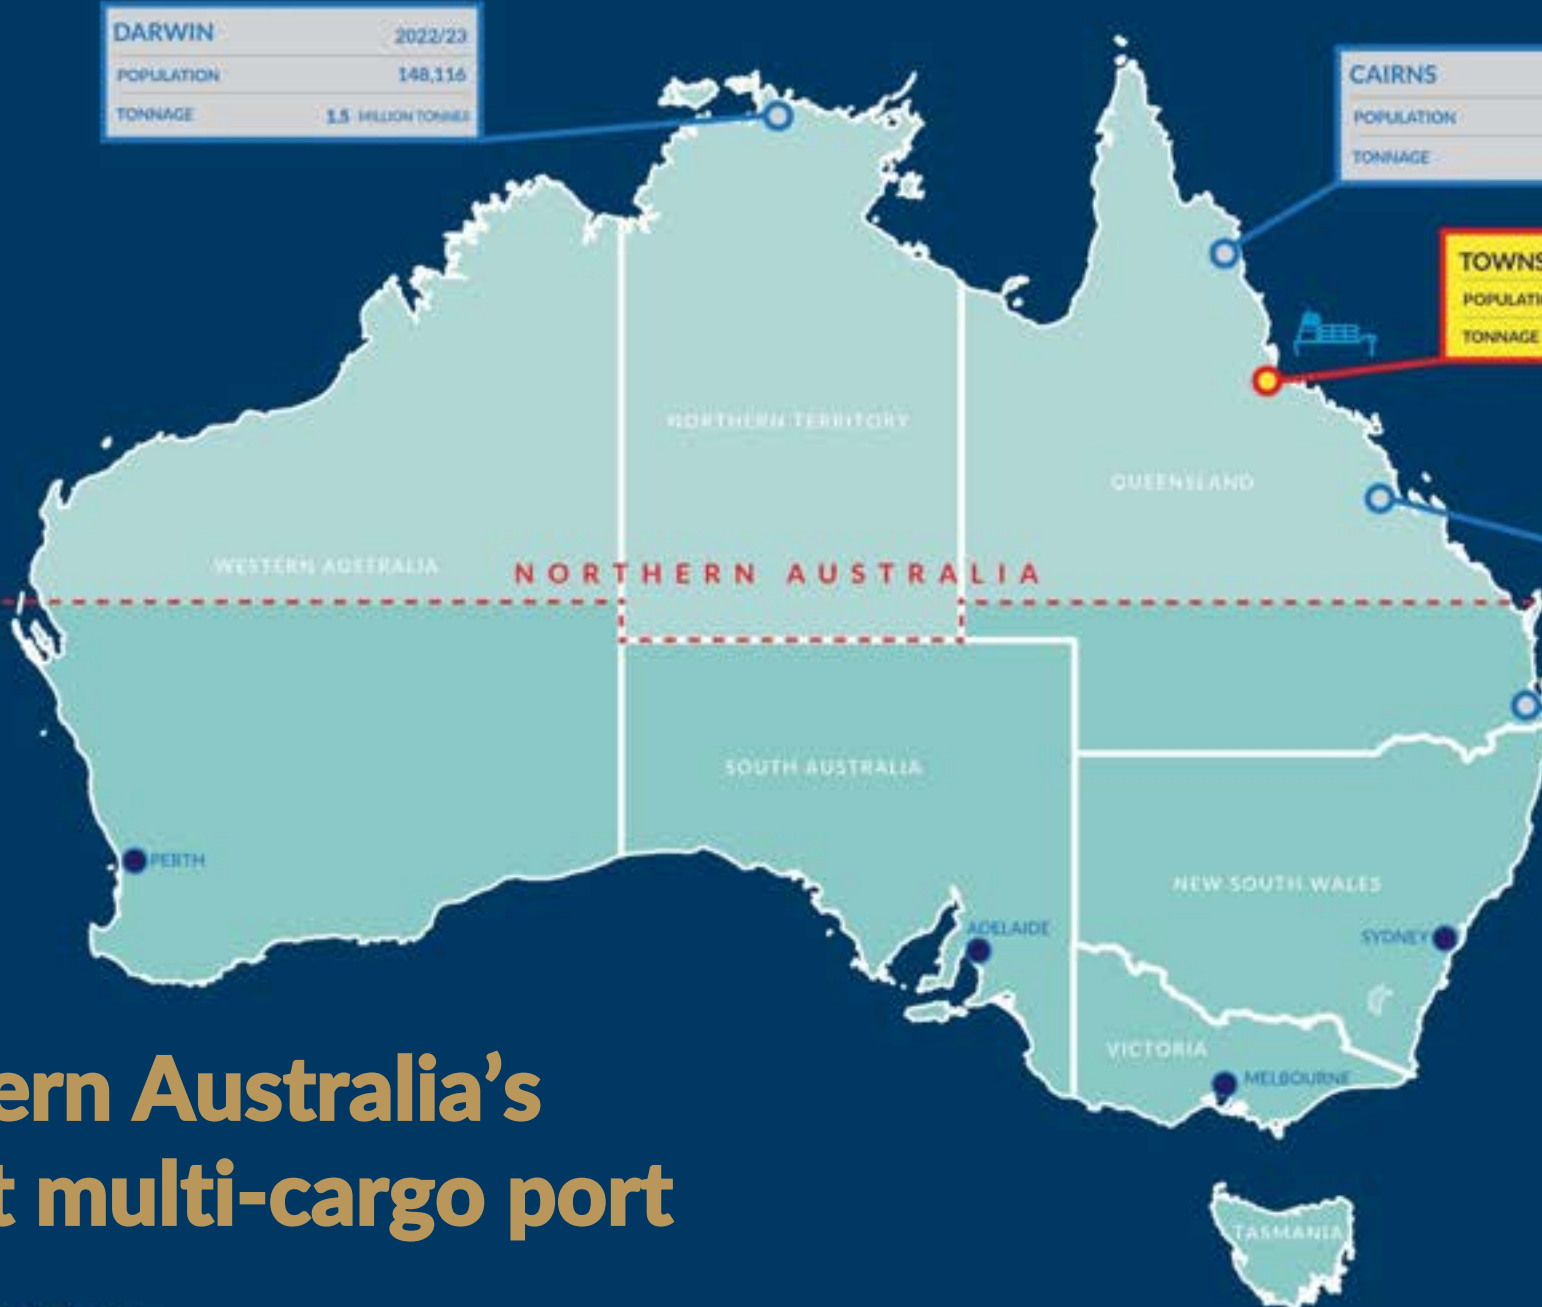 DARWIN 2022/23
POPULATION 148,116
TONNAGE 1.5 MILLION TONNES
CAIRNS
POPULATION
TONNAGE
TOWNS
POPULATI
TONNAGE
NORTHERN TERRITORY
QUEENSLAND
WESTERN AUSTRALIA
NORTHERN AUSTRALIA
SOUTH AUSTRALIA
PERTH
NEW SOUTH WALES
ADELAIDE
SYDNEY
VICTORIA
MELBOURNE
ern Australia’s
t multi-cargo port
TASMANIA